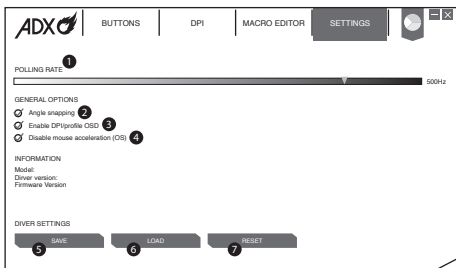 ADX BUTTONS DPI MACRO EDITOR SETTINGS
POLLING RATE 1
500Hz
GENERAL OPTIONS
Angle snapping 2
Enable DPI/profile OSD 3
Disable mouse acceleration (OS) 4
INFORMATION
Model:
Dirver version:
Firmware Version
DIVER SETTINGS
SAVE LOAD RESET
5 6 7